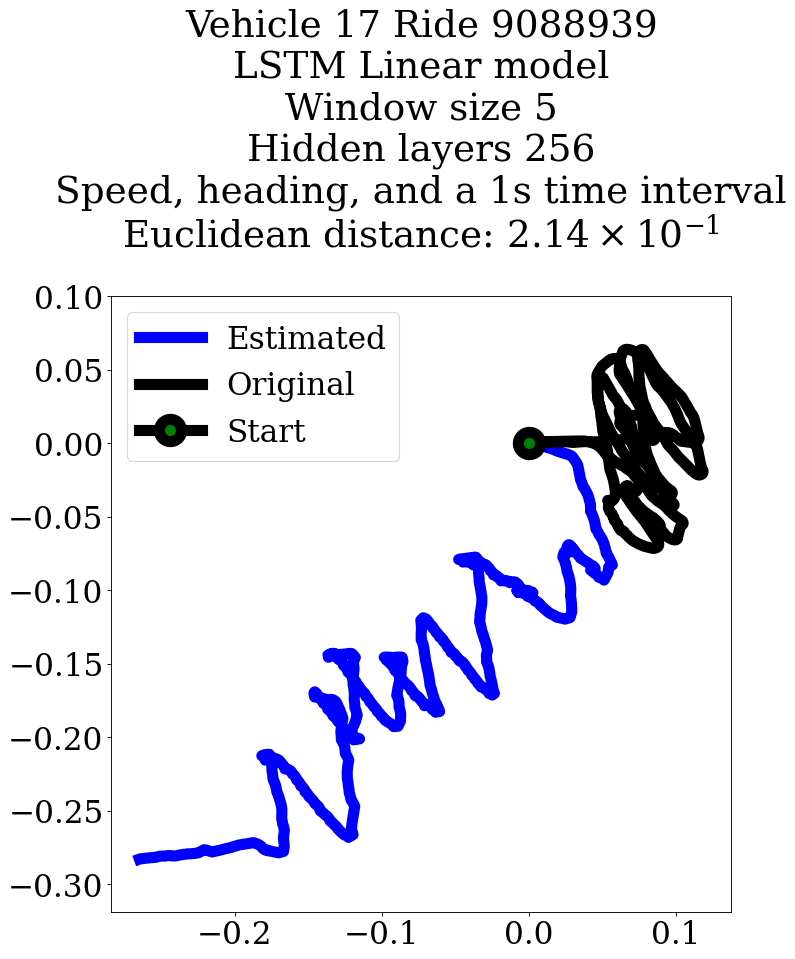 Vehicle 17 Ride 9088939
LSTM Linear model
Window size 5
Hidden layers 256
Speed, heading, and a 1s time interval
Euclidean distance: 2.14 × 10⁻¹
0.10
0.05
0.00
−0.05
−0.10
−0.15
−0.20
−0.25
−0.30
Estimated
Original
Start
−0.2
−0.1
0.0
0.1